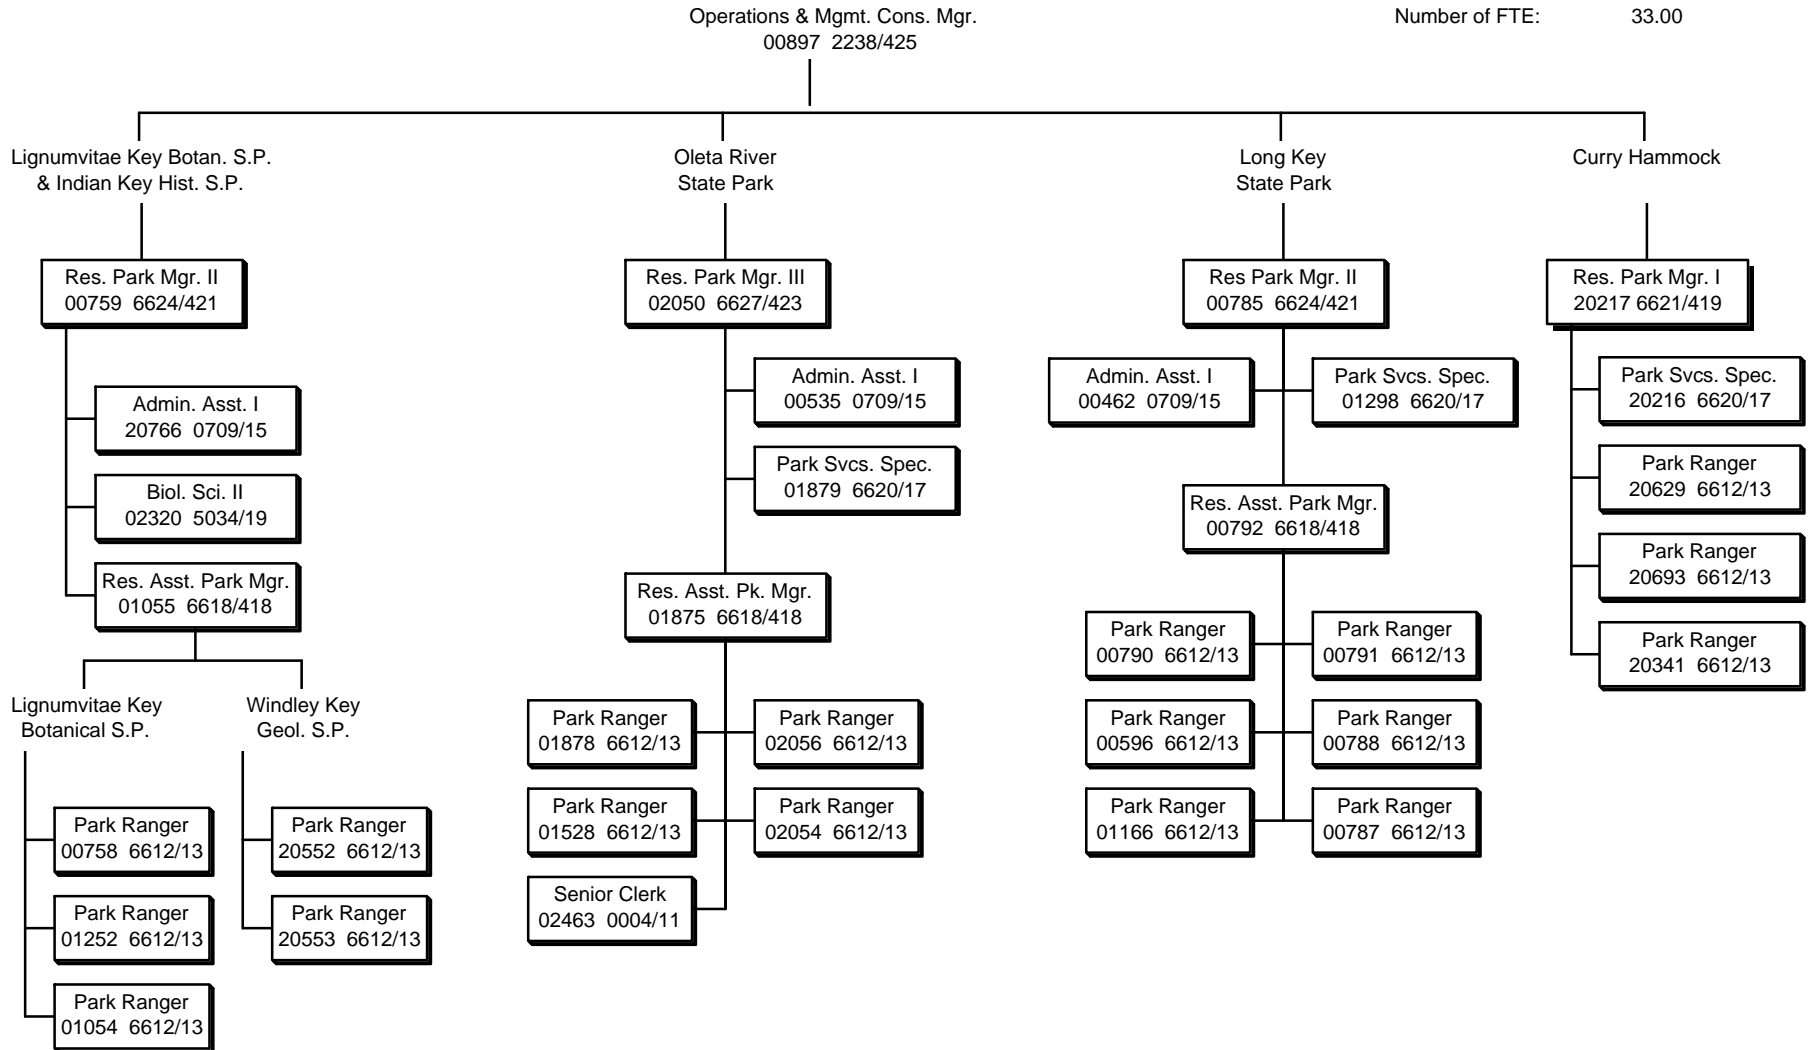 Operations & Mgmt. Cons. Mgr.
00897 2238/425
Number of FTE: 33.00
Lignumvitae Key Botan. S.P.
& Indian Key Hist. S.P.
Res. Park Mgr. II
00759 6624/421
Admin. Asst. I
20766 0709/15
Biol. Sci. II
02320 5034/19
Res. Asst. Park Mgr.
01055 6618/418
Lignumvitae Key
Botanical S.P.
Park Ranger
00758 6612/13
Park Ranger
01252 6612/13
Park Ranger
01054 6612/13
Windley Key
Geol. S.P.
Park Ranger
20552 6612/13
Park Ranger
20553 6612/13
Oleta River
State Park
Res. Park Mgr. III
02050 6627/423
Admin. Asst. I
00535 0709/15
Park Svcs. Spec.
01879 6620/17
Res. Asst. Pk. Mgr.
01875 6618/418
Park Ranger
01878 6612/13
Park Ranger
02056 6612/13
Park Ranger
01528 6612/13
Park Ranger
02054 6612/13
Senior Clerk
02463 0004/11
Long Key
State Park
Res Park Mgr. II
00785 6624/421
Admin. Asst. I
00462 0709/15
Park Svcs. Spec.
01298 6620/17
Res. Asst. Park Mgr.
00792 6618/418
Park Ranger
00790 6612/13
Park Ranger
00791 6612/13
Park Ranger
00596 6612/13
Park Ranger
00788 6612/13
Park Ranger
01166 6612/13
Park Ranger
00787 6612/13
Curry Hammock
Res. Park Mgr. I
20217 6621/419
Park Svcs. Spec.
20216 6620/17
Park Ranger
20629 6612/13
Park Ranger
20693 6612/13
Park Ranger
20341 6612/13